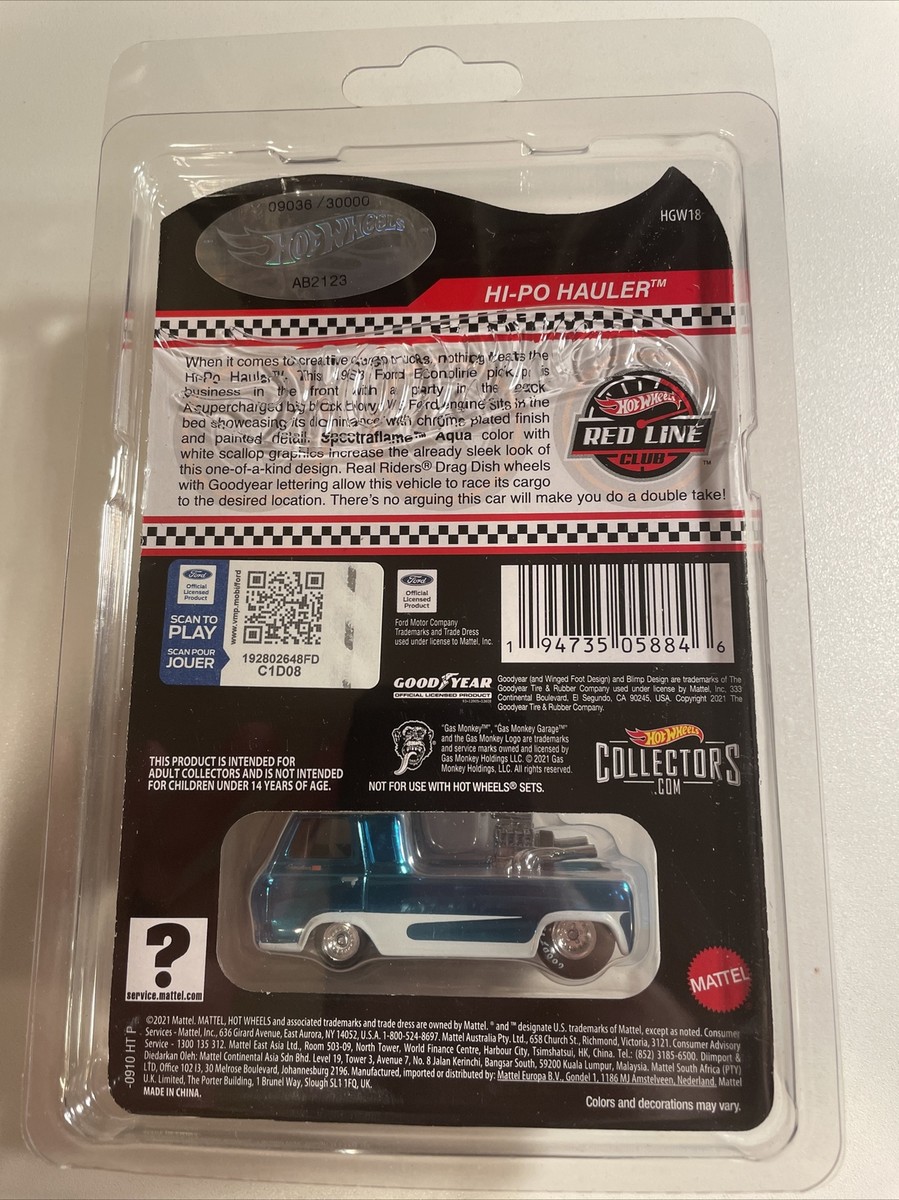 09036 / 30000
HOT WHEELS
AB2123
HGW18
HI-PO HAULER™
When it comes to creative trucks, nothing beats the
Hi-Po Hauler™. This Ford Econoline pickup is
business in the front with a party in the back.
A supercharged big block Ford engine sits in the
bed showcasing its dominance with chrome plated finish
and painted detail. Spectraflame™ Aqua color with
white scallop graphics increase the already sleek look of
this one-of-a-kind design. Real Riders® Drag Dish wheels
with Goodyear lettering allow this vehicle to race its cargo
to the desired location. There's no arguing this car will make you do a double take!
HOT WHEELS
RED LINE
CLUB™
Ford
Official
Licensed
Product
SCAN TO
PLAY
SCAN POUR
JOUER
www.vmp.mobi/ford
192802648FD
C1D08
Ford
Official
Licensed
Product
Ford Motor Company
Trademarks and Trade Dress
used under license to Mattel, Inc.
1 94735 05884 6
GOODYEAR
OFFICIAL LICENSED PRODUCT
Goodyear (and Winged Foot Design) and Blimp Design are trademarks of The
Goodyear Tire & Rubber Company used under license by Mattel, Inc. 333
Continental Boulevard, El Segundo, CA 90245, USA. Copyright 2021 The
Goodyear Tire & Rubber Company.
"Gas Monkey™", "Gas Monkey Garage™"
and the Gas Monkey Logo are trademarks
and service marks owned and licensed by
Gas Monkey Holdings LLC. © 2021 Gas
Monkey Holdings, LLC. All rights reserved.
HOT WHEELS
COLLECTORS
.COM
THIS PRODUCT IS INTENDED FOR
ADULT COLLECTORS AND IS NOT INTENDED
FOR CHILDREN UNDER 14 YEARS OF AGE.
NOT FOR USE WITH HOT WHEELS® SETS.
?
service.mattel.com
MATTEL
-0910 HT P
©2021 Mattel. MATTEL, HOT WHEELS and associated trademarks and trade dress are owned by Mattel. ® and ™ designate U.S. trademarks of Mattel, except as noted. Consumer
Services - Mattel, Inc., 636 Girard Avenue, East Aurora, NY 14052, U.S.A. 1-800-524-8697. Mattel Australia Pty. Ltd., 658 Church St., Richmond, Victoria, 3121. Consumer Advisory
Service - 1300 135 312. Mattel East Asia Ltd., Room 503-09, North Tower, World Finance Centre, Harbour City, Tsimshatsui, HK, China. Tel.: (852) 3185-6500. Diimport &
Diedarkan Oleh: Mattel Continental Asia Sdn Bhd. Level 19, Tower 3, Avenue 7, No. 8 Jalan Kerinchi, Bangsar South, 59200 Kuala Lumpur, Malaysia. Mattel South Africa (PTY)
LTD, Office 102 I3, 30 Melrose Boulevard, Johannesburg 2196. Manufactured, imported or distributed by: Mattel Europa B.V., Gondel 1, 1186 MJ Amstelveen, Nederland. Mattel
U.K. Limited, The Porter Building, 1 Brunel Way, Slough SL1 1FQ, UK.
MADE IN CHINA.
Colors and decorations may vary.